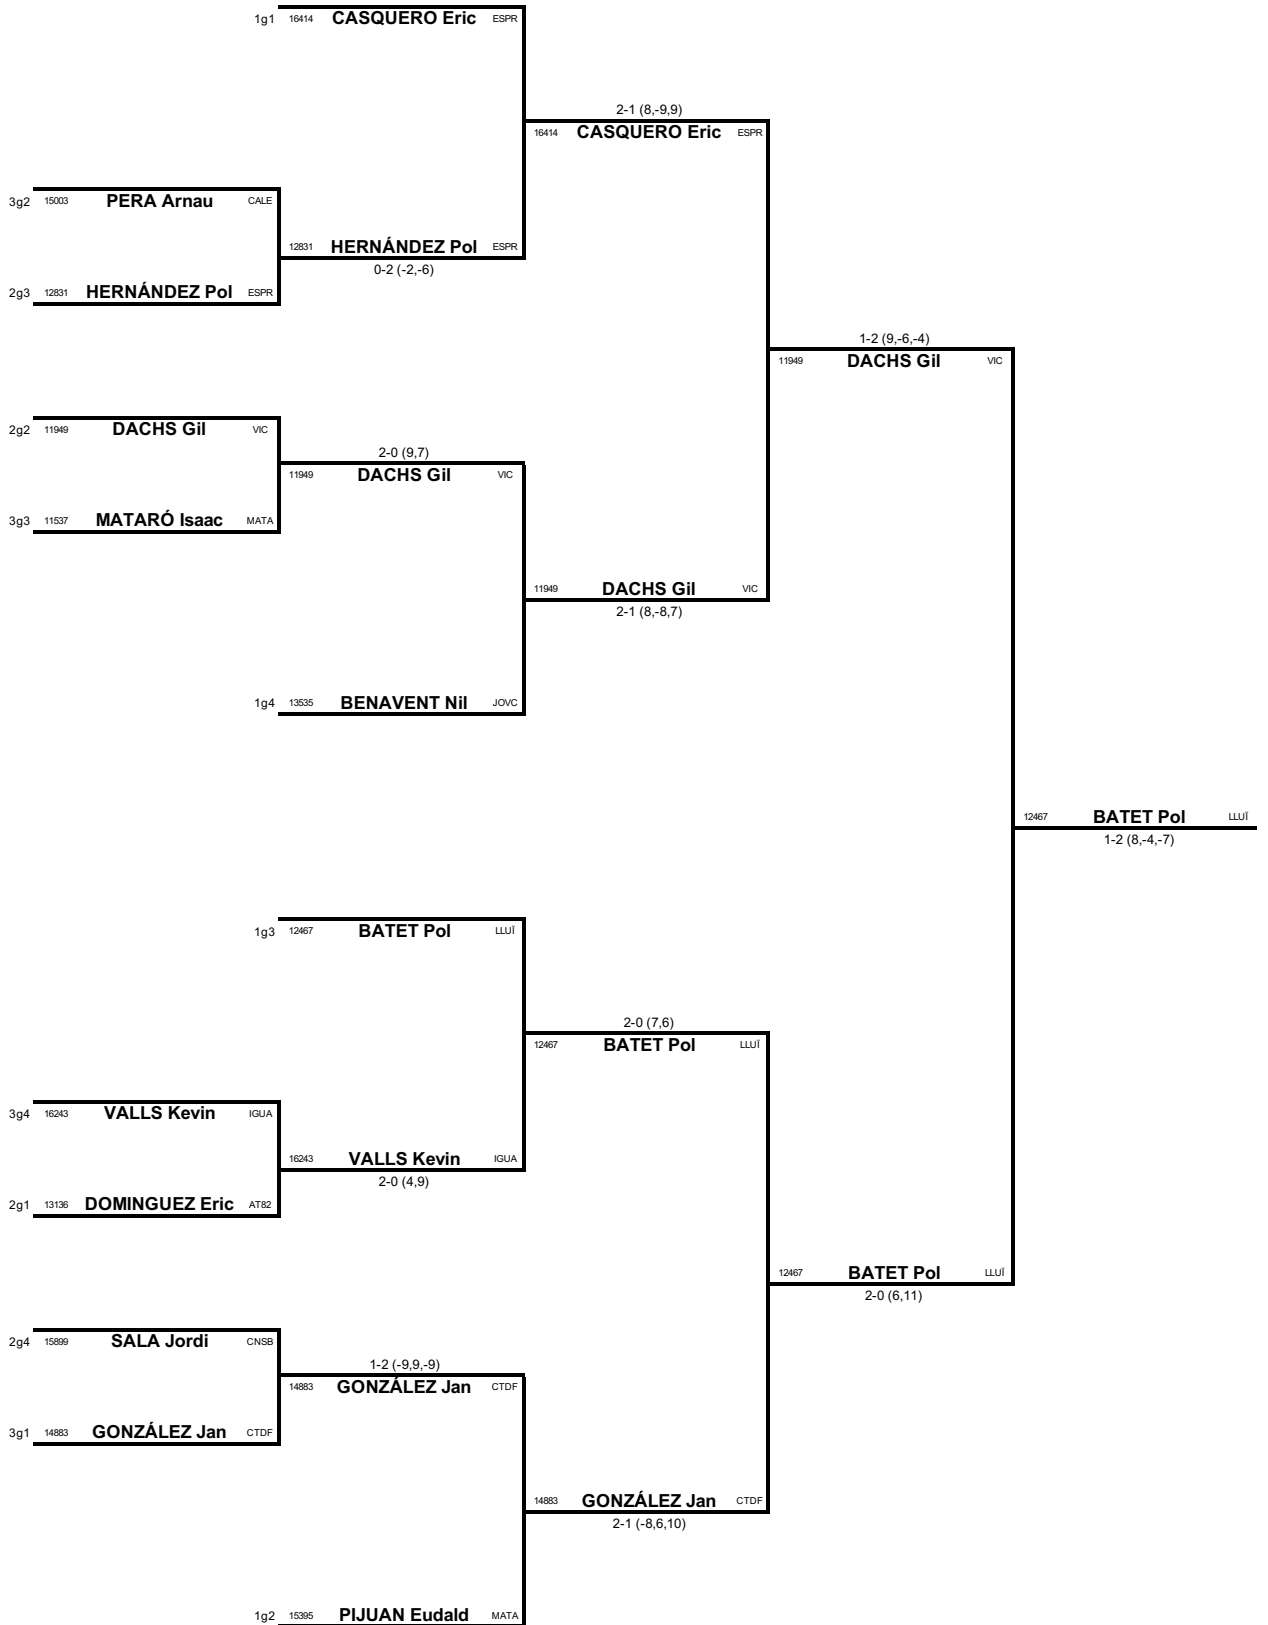 1g1 16414 CASQUERO Eric ESPR
2-1 (8,-9,9)
16414 CASQUERO Eric ESPR
3g2 15003 PERA Arnau CALE
12831 HERNÁNDEZ Pol ESPR
0-2 (-2,-6)
2g3 12831 HERNÁNDEZ Pol ESPR
1-2 (9,-6,-4)
11949 DACHS Gil VIC
2g2 11949 DACHS Gil VIC
2-0 (9,7)
11949 DACHS Gil VIC
3g3 11537 MATARÓ Isaac MATA
11949 DACHS Gil VIC
2-1 (8,-8,7)
1g4 13535 BENAVENT Nil JOVC
12467 BATET Pol LLUÏ
1-2 (8,-4,-7)
1g3 12467 BATET Pol LLUÏ
2-0 (7,6)
12467 BATET Pol LLUÏ
3g4 16243 VALLS Kevin IGUA
16243 VALLS Kevin IGUA
2-0 (4,9)
2g1 13136 DOMINGUEZ Eric AT82
12467 BATET Pol LLUÏ
2-0 (6,11)
2g4 15899 SALA Jordi CNSB
1-2 (-9,9,-9)
14883 GONZÁLEZ Jan CTDF
3g1 14883 GONZÁLEZ Jan CTDF
14883 GONZÁLEZ Jan CTDF
2-1 (-8,6,10)
1g2 15395 PIJUAN Eudald MATA